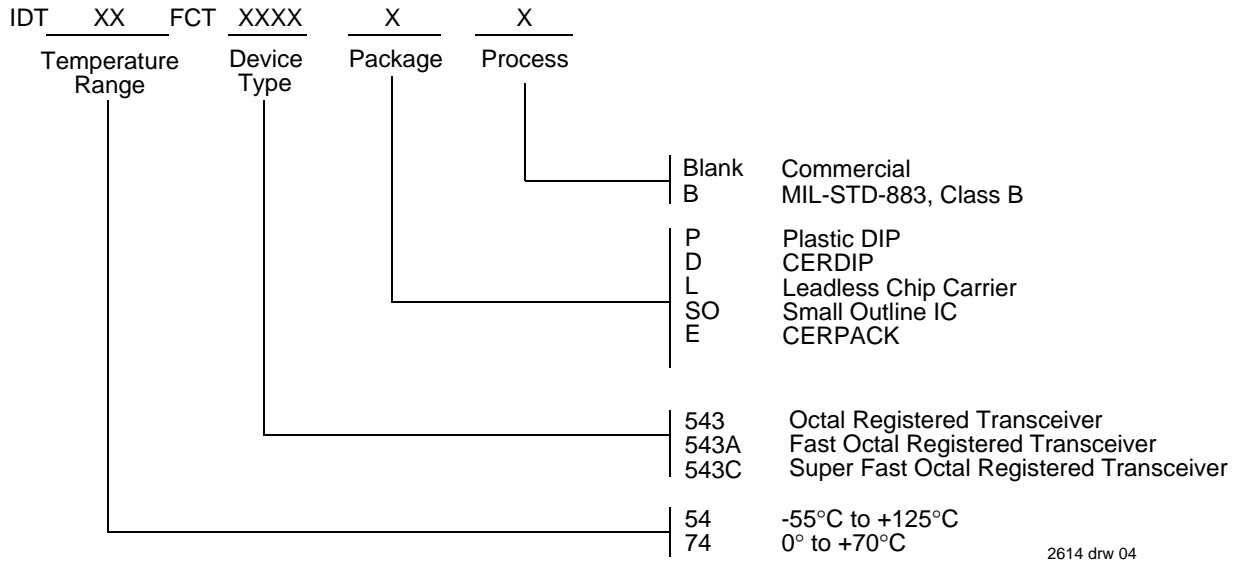 IDT XX FCT XXXX X X
Temperature Range Device Type Package Process
Blank Commercial
B MIL-STD-883, Class B
P Plastic DIP
D CERDIP
L Leadless Chip Carrier
SO Small Outline IC
E CERPACK
543 Octal Registered Transceiver
543A Fast Octal Registered Transceiver
543C Super Fast Octal Registered Transceiver
54 -55°C to +125°C
74 0° to +70°C
2614 drw 04